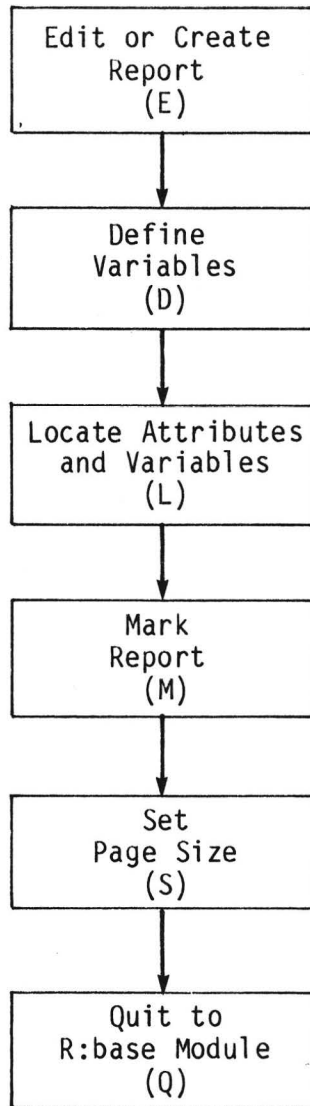 Edit or Create
Report
(E)
Define
Variables
(D)
Locate Attributes
and Variables
(L)
Mark
Report
(M)
Set
Page Size
(S)
Quit to
R:base Module
(Q)